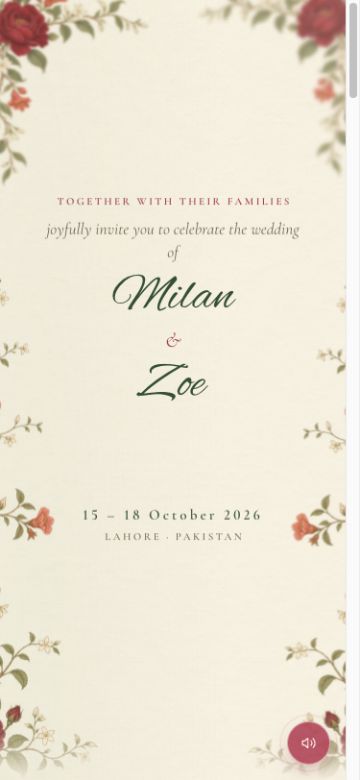 TOGETHER WITH THEIR FAMILIES
joyfully invite you to celebrate the wedding
of
Milan
&
Zoe
15 – 18 October 2026
LAHORE · PAKISTAN